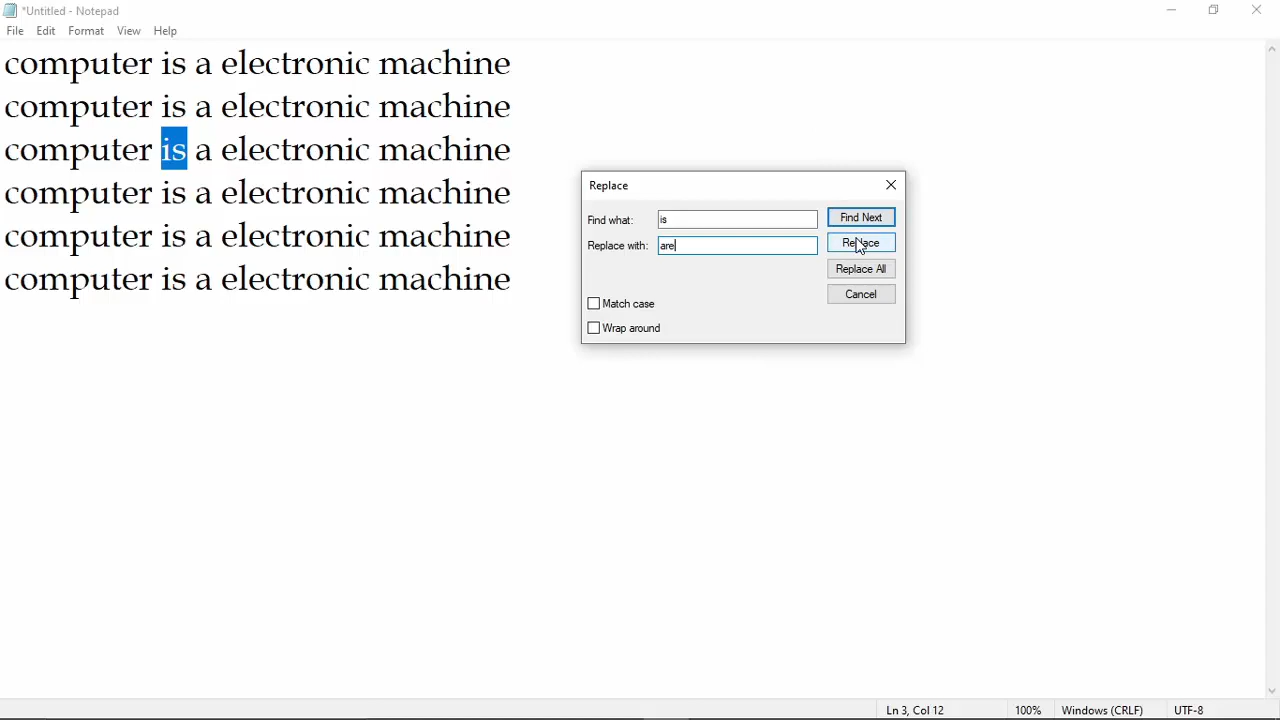 *Untitled - Notepad
File Edit Format View Help
computer is a electronic machine
computer is a electronic machine
computer is a electronic machine
computer is a electronic machine
computer is a electronic machine
computer is a electronic machine
Replace
Find what: is Find Next
Replace with: are Replace
Replace All
Cancel
Match case
Wrap around
Ln 3, Col 12 100% Windows (CRLF) UTF-8